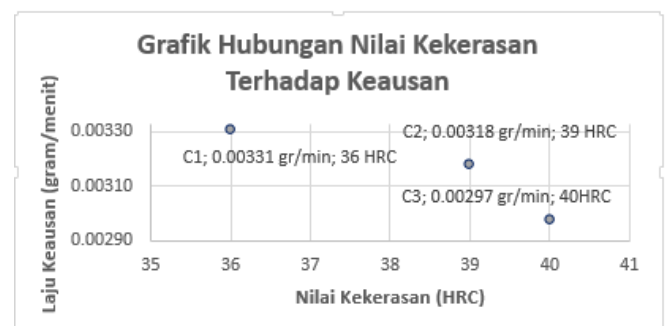 Grafik Hubungan Nilai Kekerasan
Terhadap Keausan
Laju Keausan (gram/menit)
0.00330
0.00310
0.00290
C1; 0.00331 gr/min; 36 HRC
C2; 0.00318 gr/min; 39 HRC
C3; 0.00297 gr/min; 40HRC
35 36 37 38 39 40 41
Nilai Kekerasan (HRC)